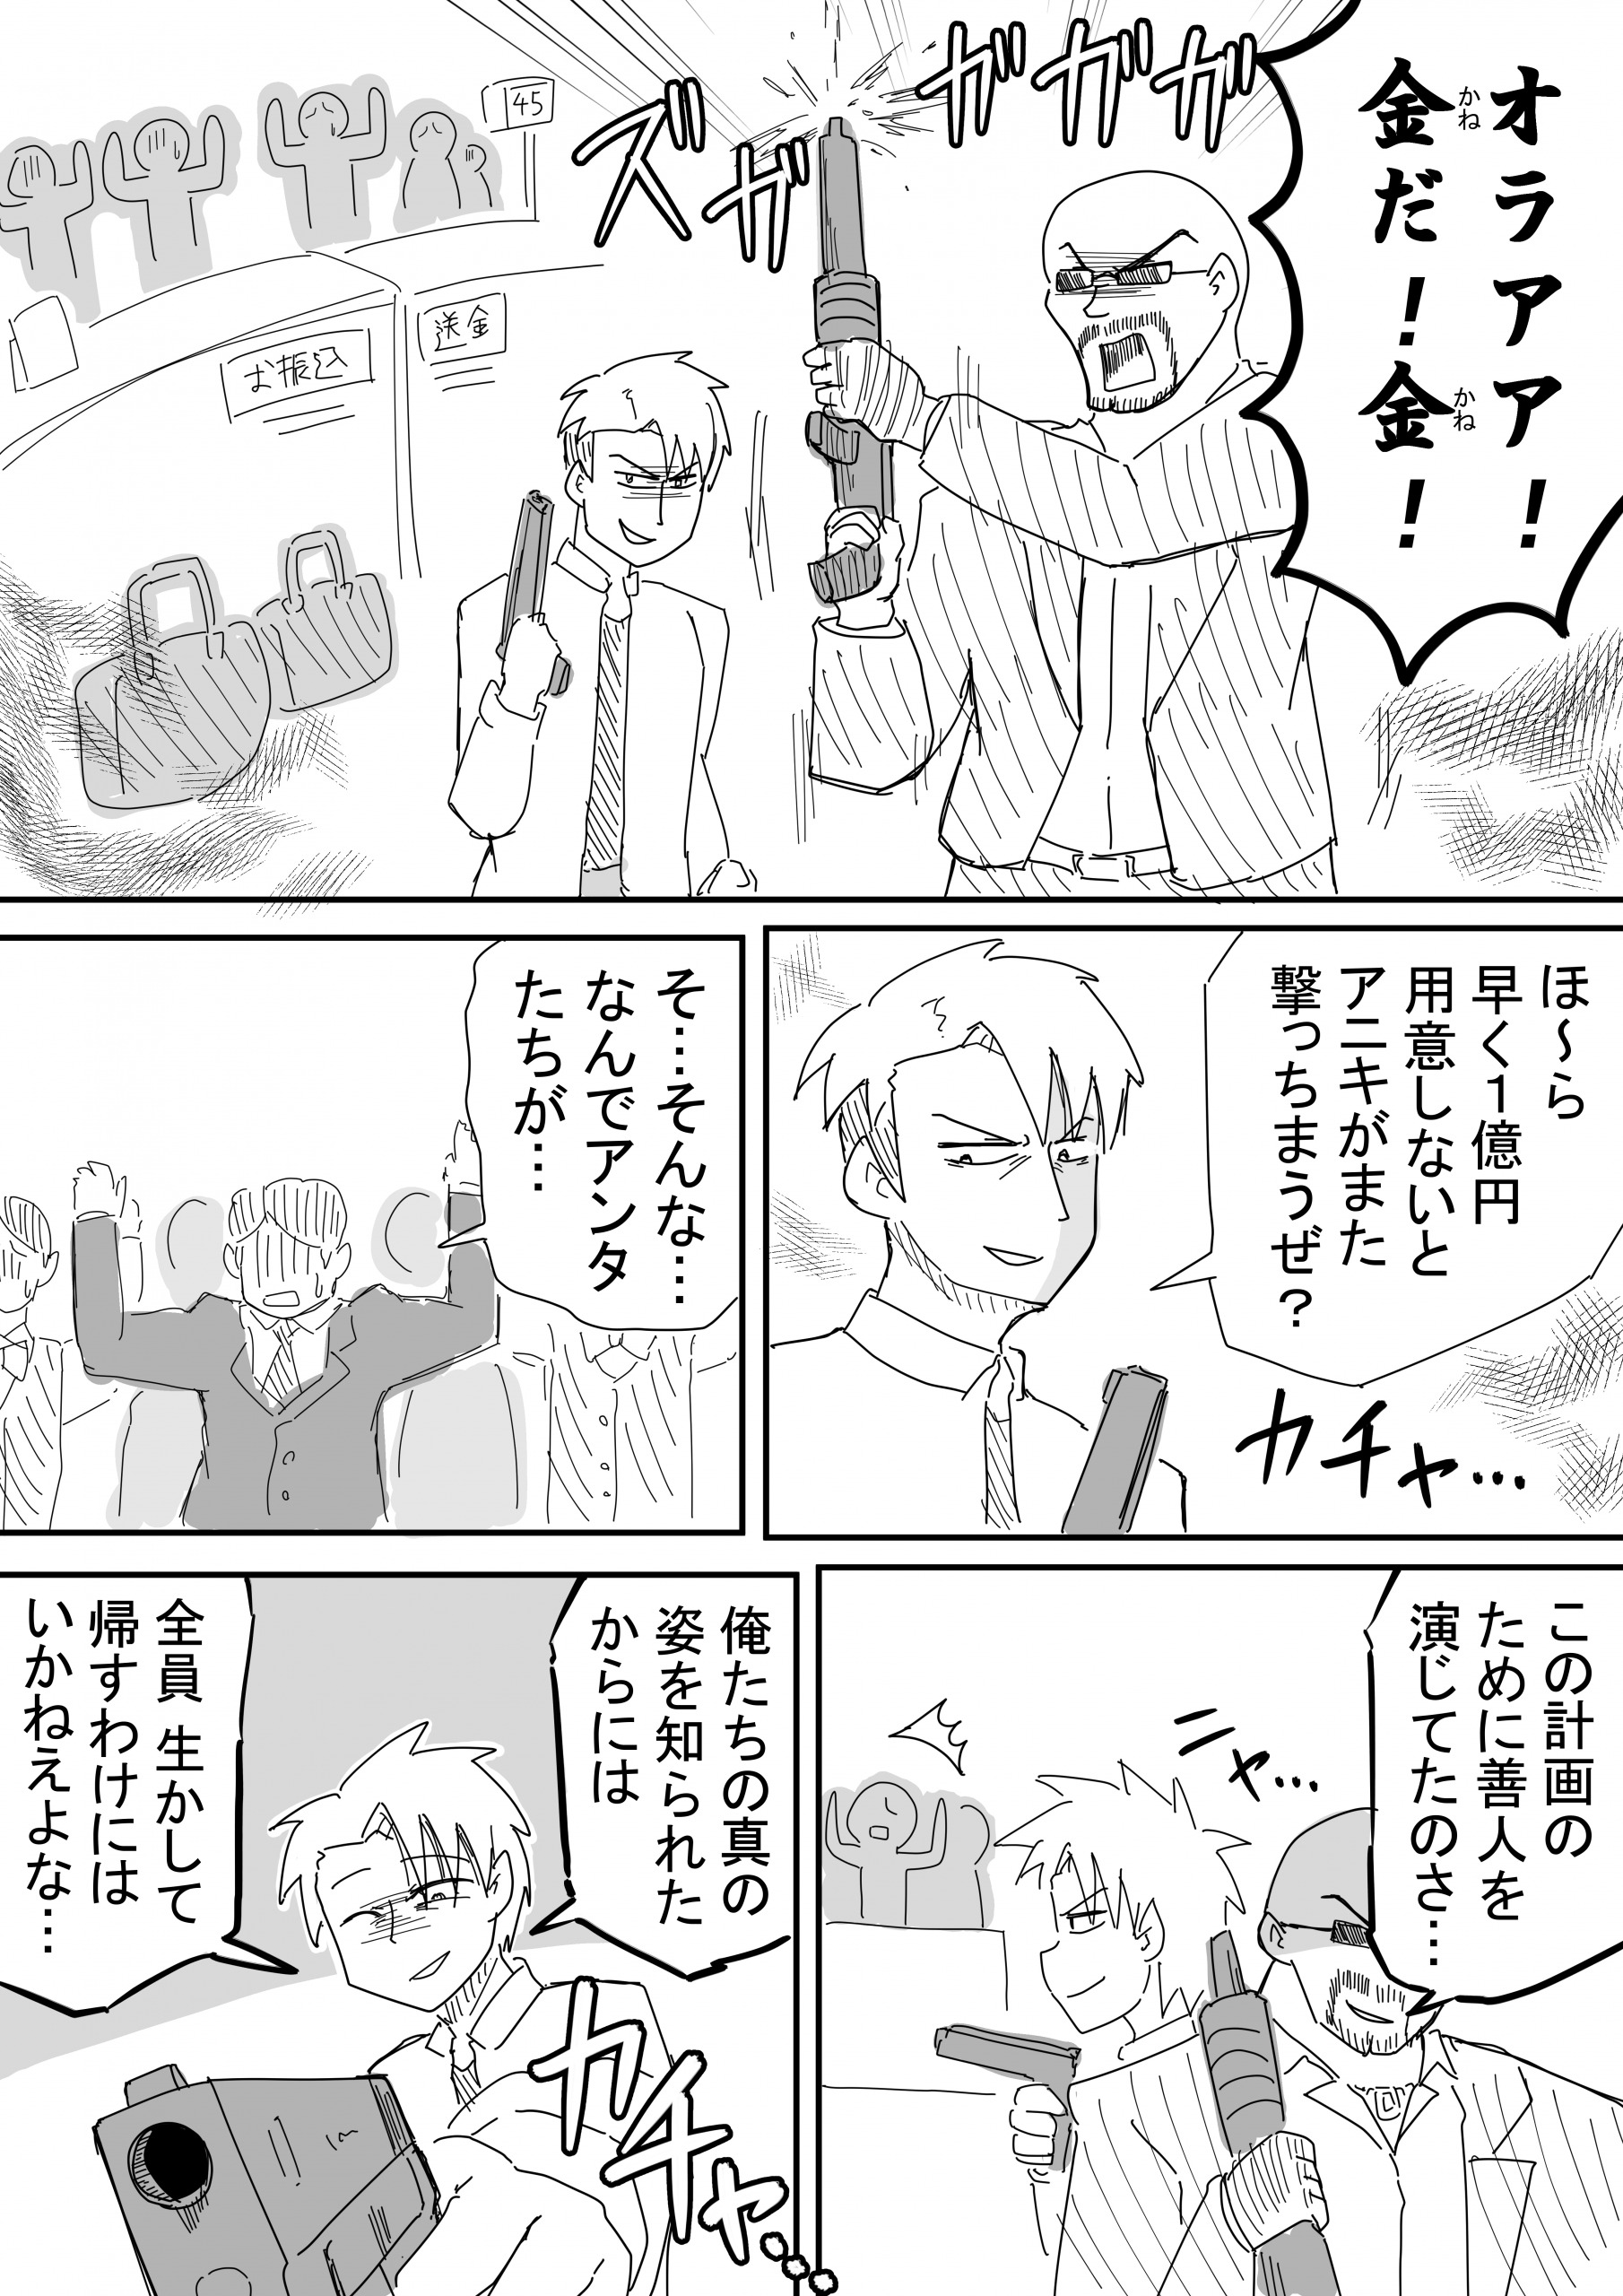 オラアア!
金だ!金!
かね
かね
ズガガガガ
45
送金
お振込
ほ～ら
早く1億円
用意しないと
アニキがまた
撃っちまうぜ?
カチャ…
そ…そんな…
なんでアンタ
たちが…
この計画の
ために善人を
演じてたのさ…
ニヤ…
俺たちの真の
姿を知られた
からには
全員 生かして
帰すわけには
いかねえよな…
カチャ…